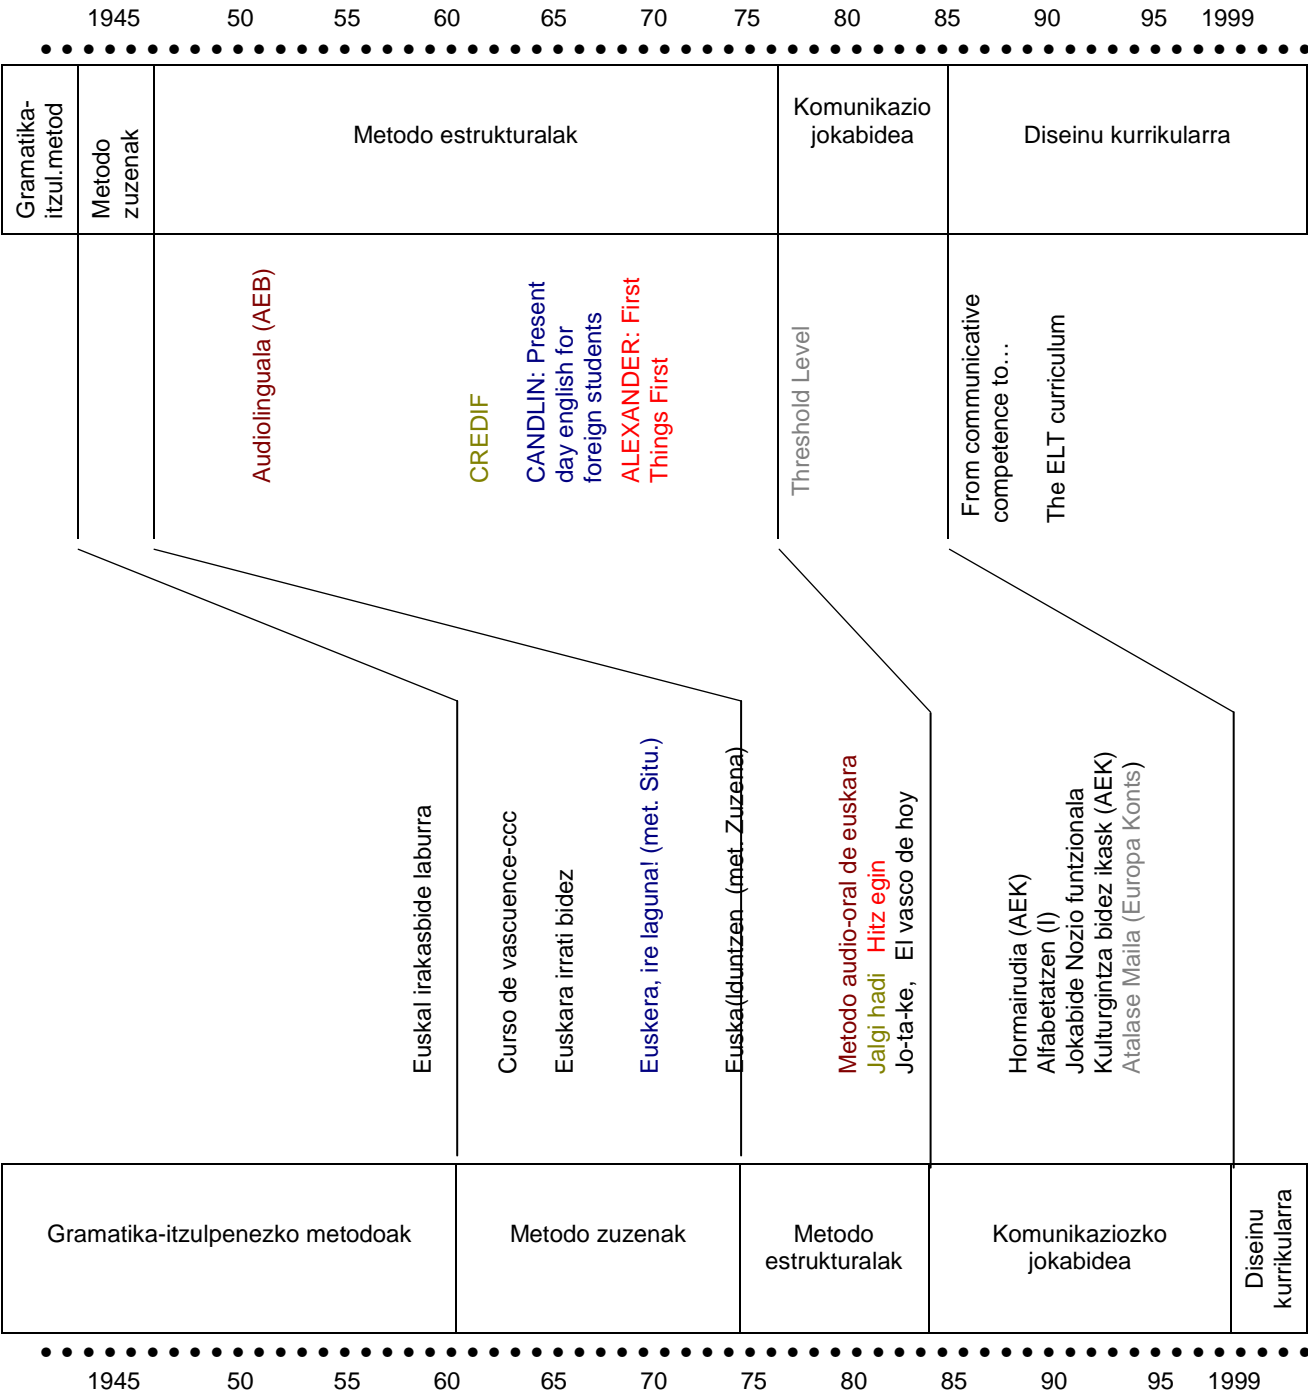 1945 50 55 60 65 70 75 80 85 90 95 1999
Gramatika-
itzul.metod
Metodo
zuzenak
Metodo estrukturalak
Komunikazio
jokabidea
Diseinu kurrikularra
Audiolinguala (AEB)
CREDIF
CANDLIN: Present
day english for
foreign students
ALEXANDER: First
Things First
Threshold Level
From communicative
competence to…
The ELT curriculum
Euskal irakasbide laburra
Curso de vascuence-ccc
Euskara irrati bidez
Euskera, ire laguna! (met. Situ.)
Euska(lduntzen (met. Zuzena)
Metodo audio-oral de euskara
Jalgi hadi Hitz egin
Jo-ta-ke, El vasco de hoy
Hormairudia (AEK)
Alfabetatzen (I)
Jokabide Nozio funtzionala
Kulturgintza bidez ikask (AEK)
Atalase Maila (Europa Konts)
Gramatika-itzulpenezko metodoak
Metodo zuzenak
Metodo
estrukturalak
Komunikaziozko
jokabidea
Diseinu
kurrikularra
1945 50 55 60 65 70 75 80 85 90 95 1999